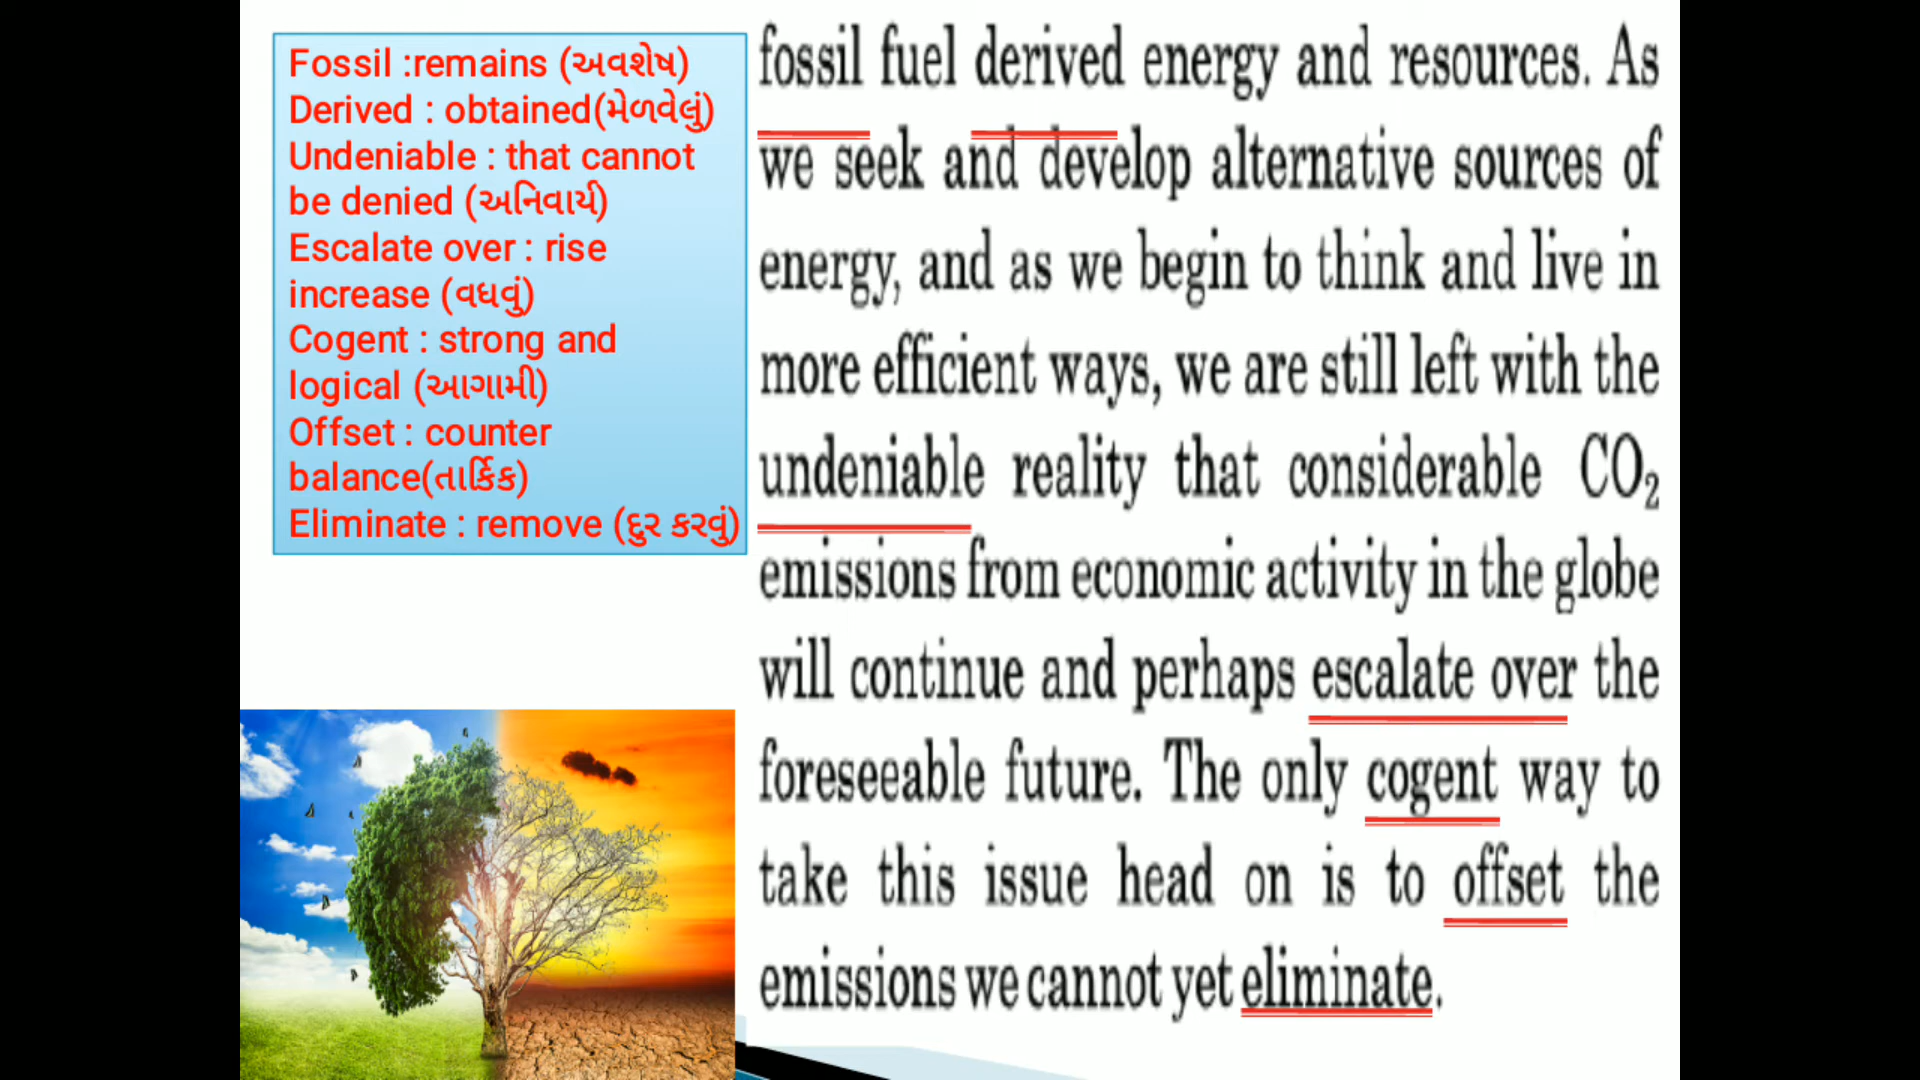 Fossil :remains (અવશેષ)
Derived : obtained(મેળવેલું)
Undeniable : that cannot
be denied (અનિવાર્ય)
Escalate over : rise
increase (વધવું)
Cogent : strong and
logical (આગામી)
Offset : counter
balance(તાર્કિક)
Eliminate : remove (દુર કરવું)
fossil fuel derived energy and resources. As
we seek and develop alternative sources of
energy, and as we begin to think and live in
more efficient ways, we are still left with the
undeniable reality that considerable CO₂
emissions from economic activity in the globe
will continue and perhaps escalate over the
foreseeable future. The only cogent way to
take this issue head on is to offset the
emissions we cannot yet eliminate.